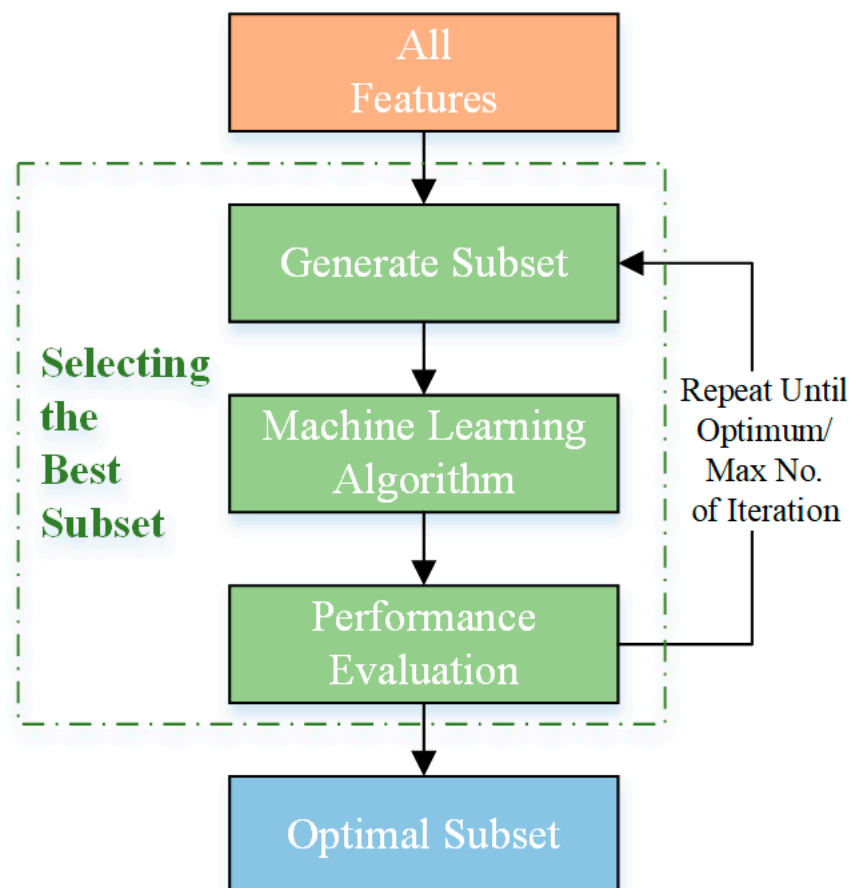 All
Features
Generate Subset
Selecting
the
Best
Subset
Machine Learning
Algorithm
Repeat Until
Optimum/
Max No.
of Iteration
Performance
Evaluation
Optimal Subset